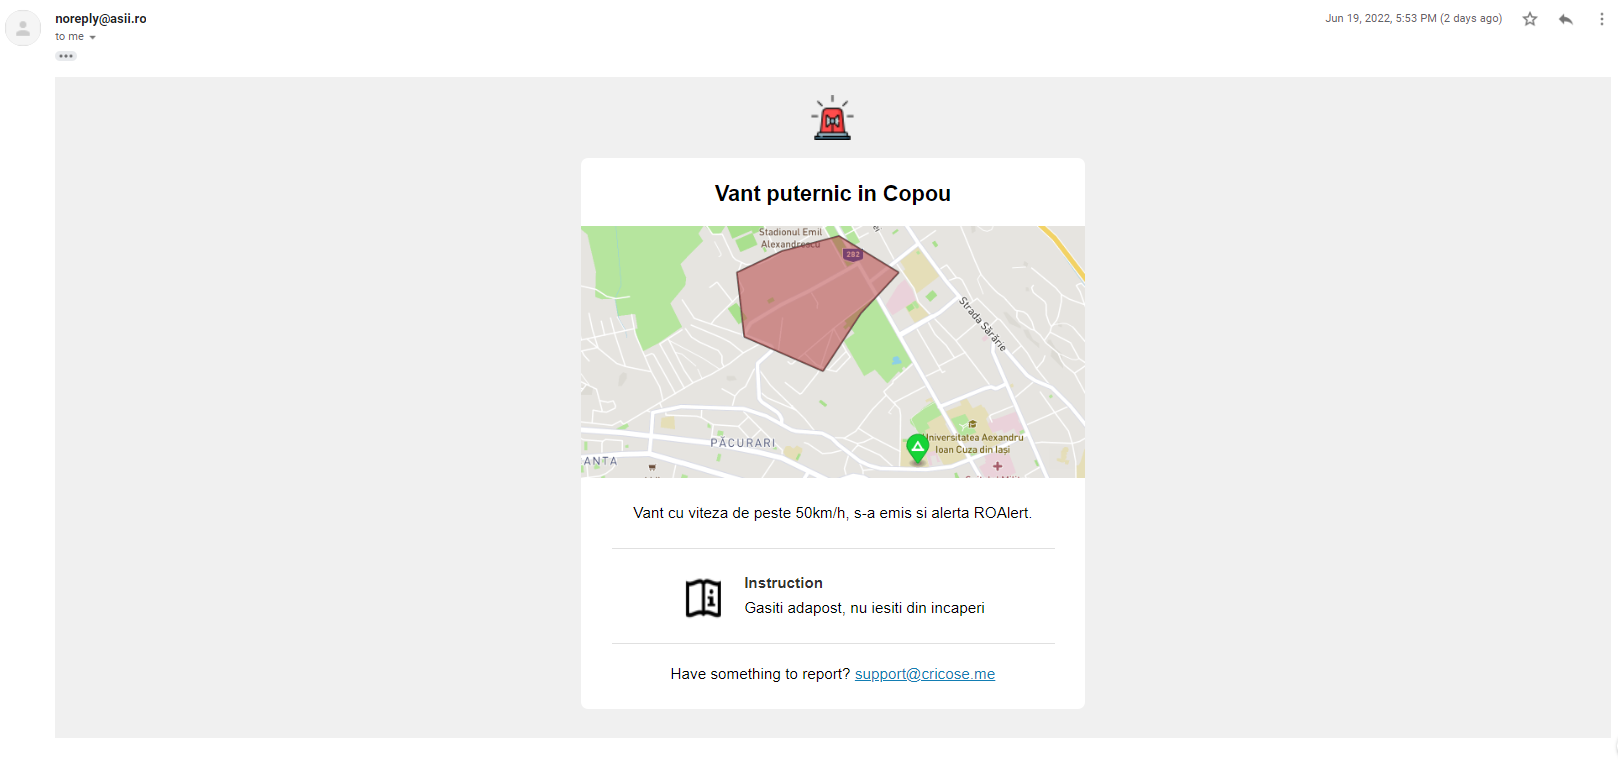 noreply@asii.ro
Jun 19, 2022, 5:53 PM (2 days ago)
to me
Vant puternic in Copou
Stadionul Emil
Alexandrescu
282
Strada Sărărie
PĂCURARI
ANTA
Universitatea Aexandru
Ioan Cuza din Iași
Vant cu viteza de peste 50km/h, s-a emis si alerta ROAlert.
Instruction
Gasiti adapost, nu iesiti din incaperi
Have something to report? support@cricose.me